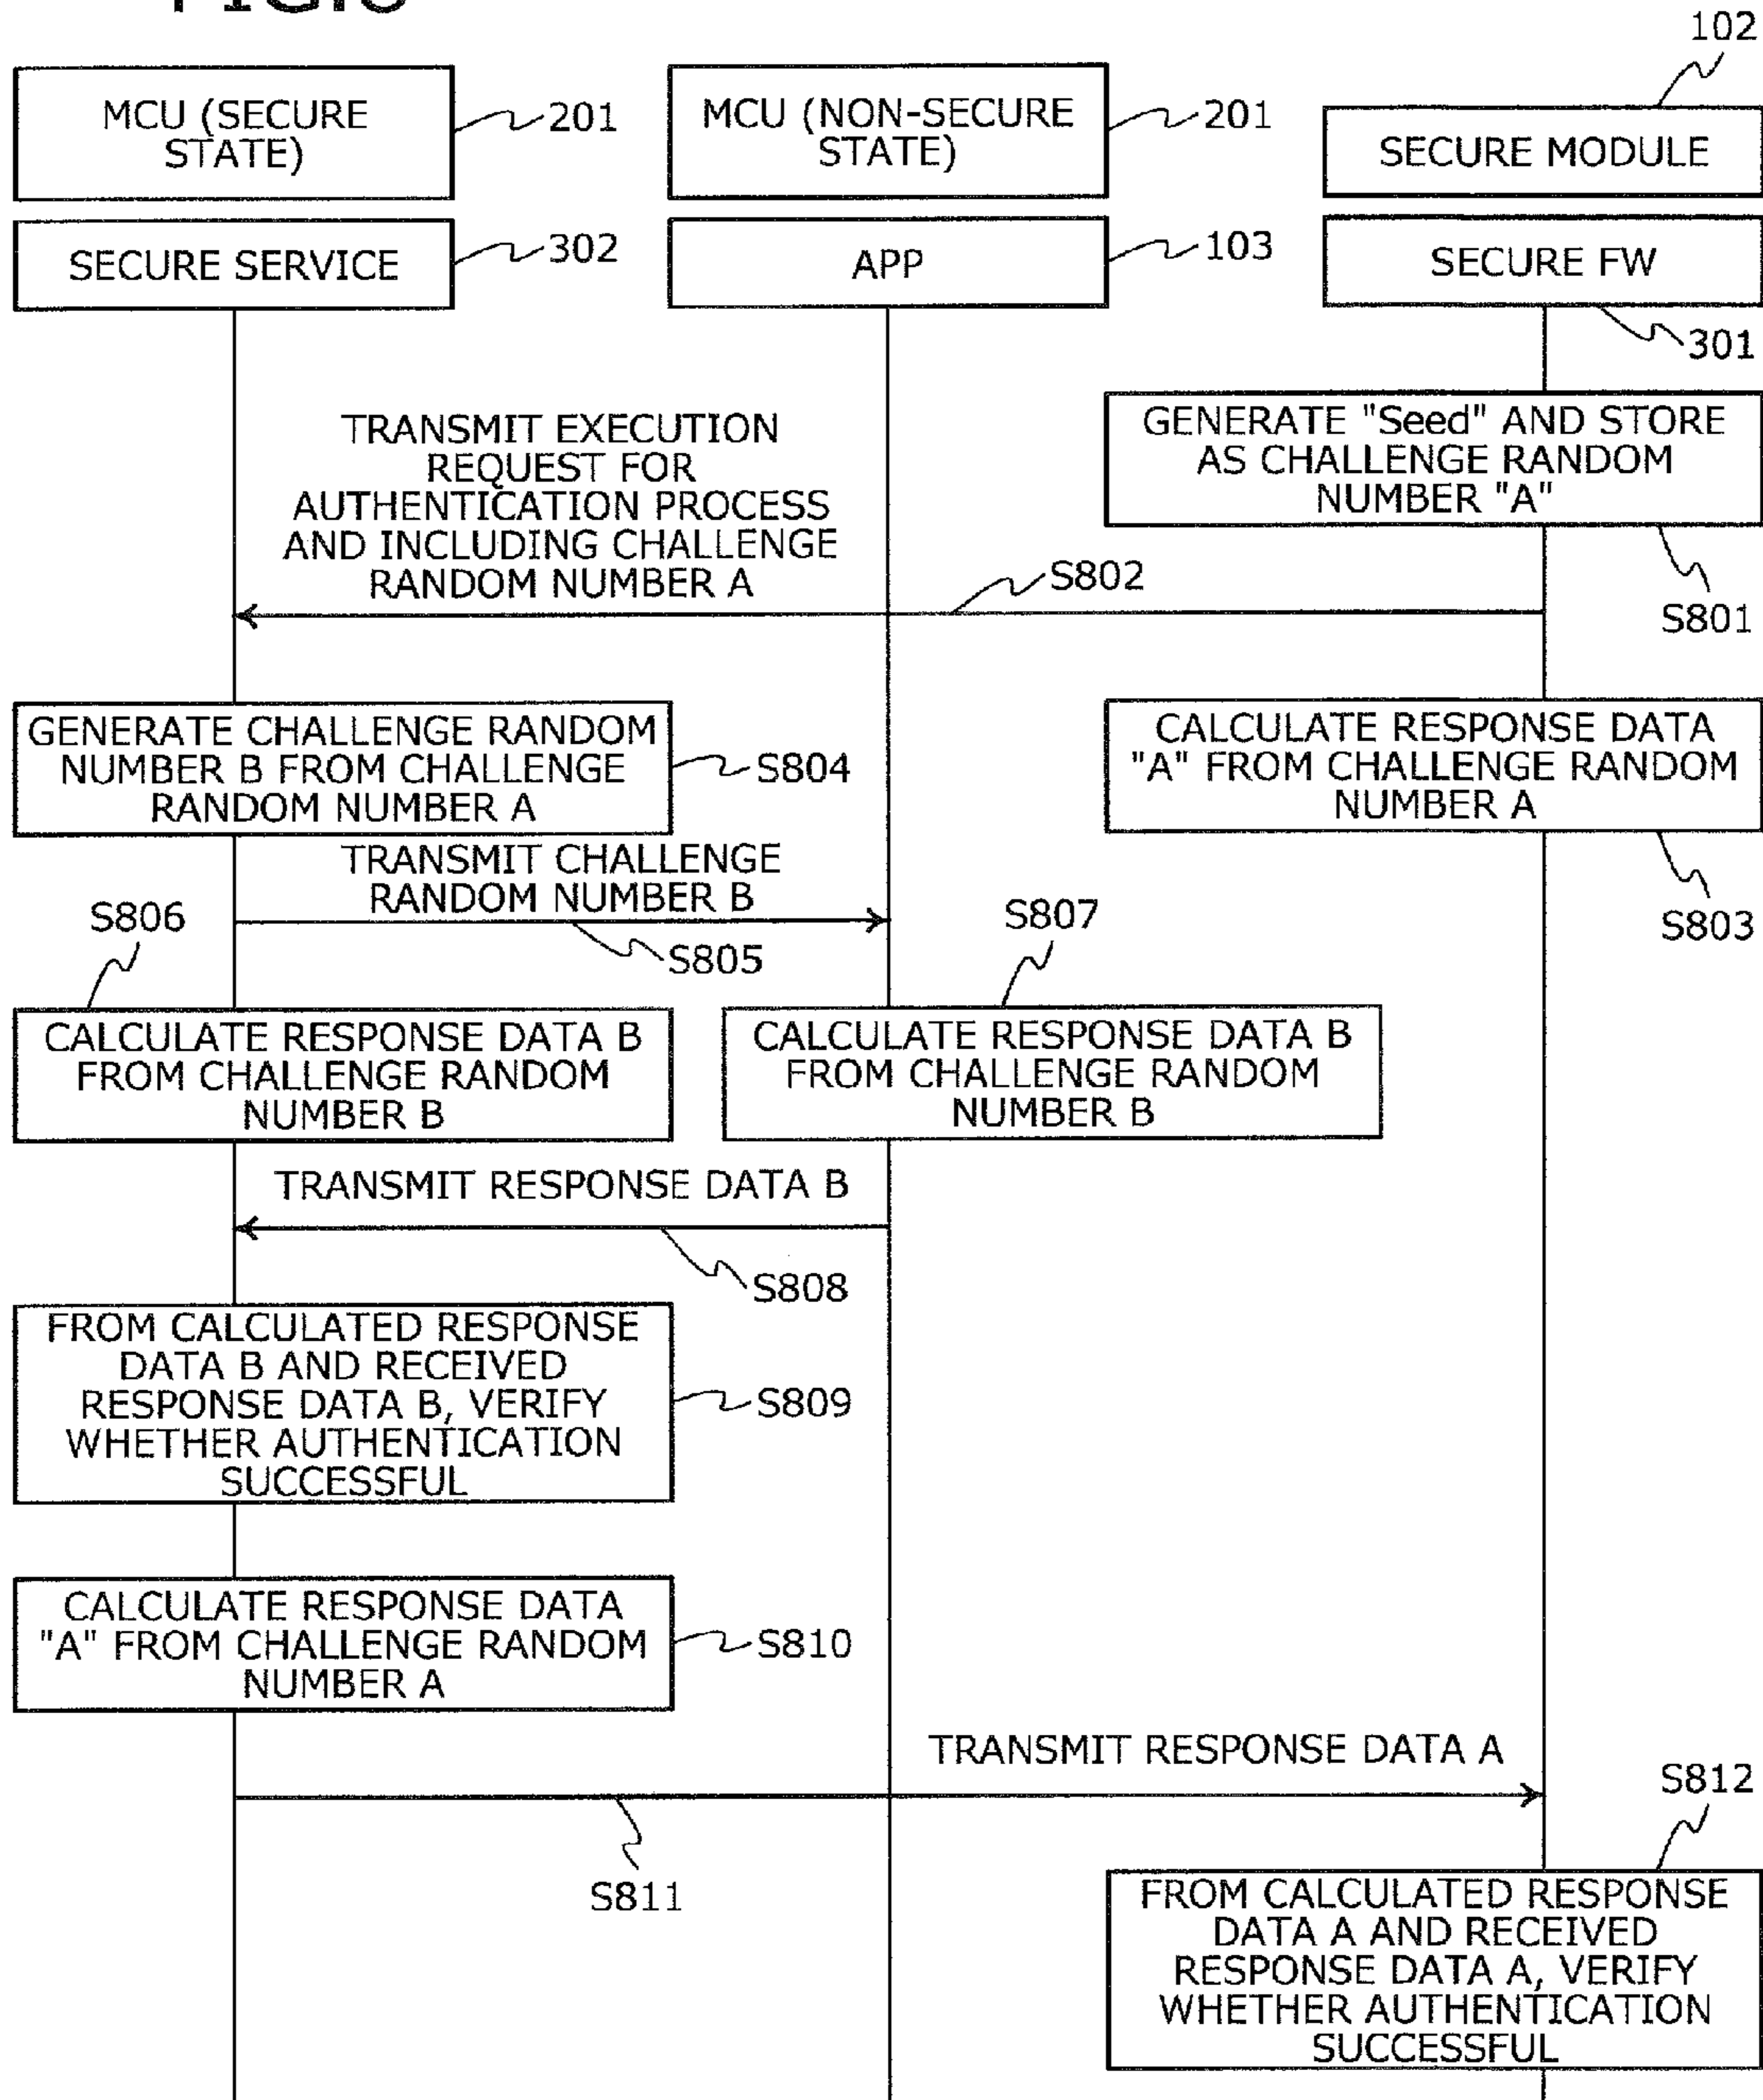 FIG.8
102
MCU (SECURE
STATE)
201
MCU (NON-SECURE
STATE)
201
SECURE MODULE
SECURE SERVICE
302
APP
103
SECURE FW
301
TRANSMIT EXECUTION
REQUEST FOR
AUTHENTICATION PROCESS
AND INCLUDING CHALLENGE
RANDOM NUMBER A
GENERATE "Seed" AND STORE
AS CHALLENGE RANDOM
NUMBER "A"
S802
S801
GENERATE CHALLENGE RANDOM
NUMBER B FROM CHALLENGE
RANDOM NUMBER A
S804
CALCULATE RESPONSE DATA
"A" FROM CHALLENGE RANDOM
NUMBER A
S803
TRANSMIT CHALLENGE
RANDOM NUMBER B
S805
S806
S807
CALCULATE RESPONSE DATA B
FROM CHALLENGE RANDOM
NUMBER B
CALCULATE RESPONSE DATA B
FROM CHALLENGE RANDOM
NUMBER B
TRANSMIT RESPONSE DATA B
S808
FROM CALCULATED RESPONSE
DATA B AND RECEIVED
RESPONSE DATA B, VERIFY
WHETHER AUTHENTICATION
SUCCESSFUL
S809
CALCULATE RESPONSE DATA
"A" FROM CHALLENGE RANDOM
NUMBER A
S810
TRANSMIT RESPONSE DATA A
S811
S812
FROM CALCULATED RESPONSE
DATA A AND RECEIVED
RESPONSE DATA A, VERIFY
WHETHER AUTHENTICATION
SUCCESSFUL